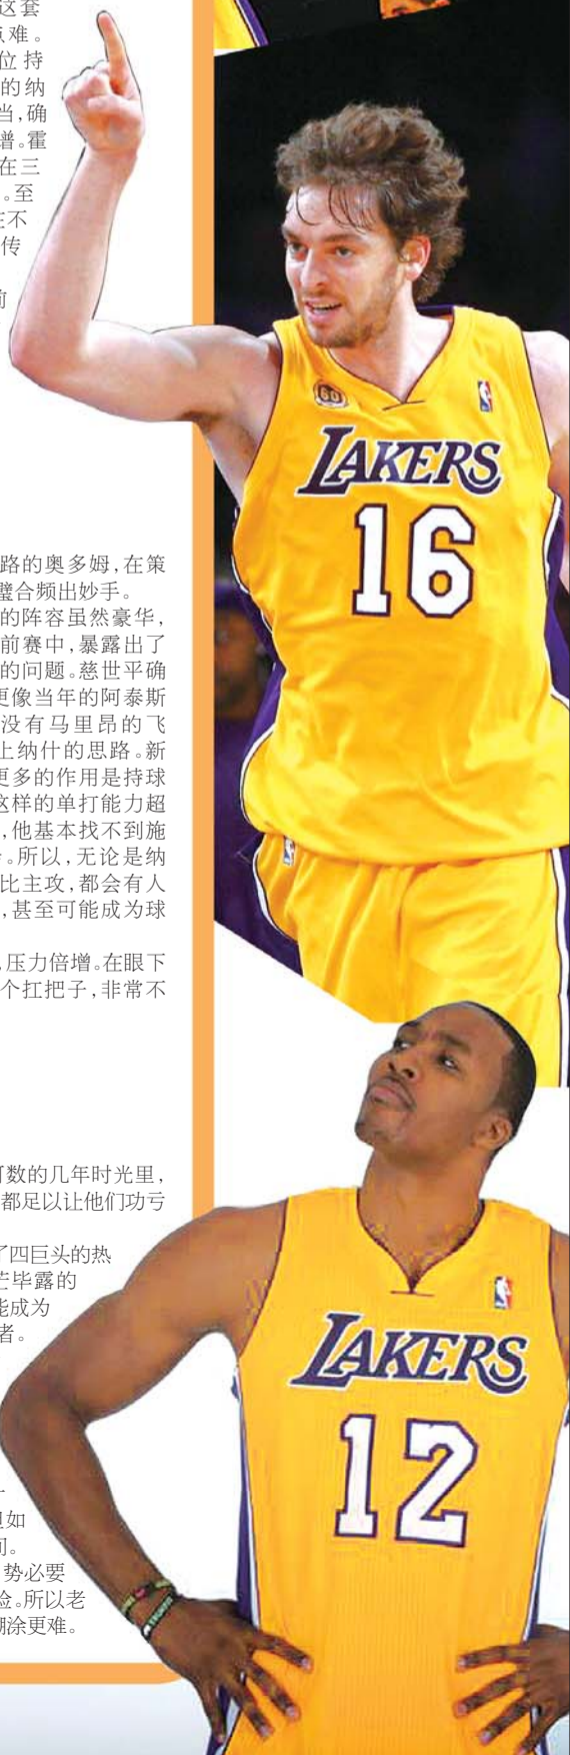 这套
难。
位持
的纳
当,确
谱。霍
在三
。至
不
传
前
路的奥多姆,在策
璧合频出妙手。
的阵容虽然豪华,
前赛中,暴露出了
的问题。慈世平确
更像当年的阿泰斯
没有马里昂的飞
上纳什的思路。新
更多的作用是持球
这样的单打能力超
,他基本找不到施
。所以,无论是纳
比主攻,都会有人
,甚至可能成为球
压力倍增。在眼下
个扛把子,非常不
可数的几年时光里,
都足以让他们功亏
了四巨头的热
芒毕露的
能成为
者。
如
间。
势必要
险。所以老
糊涂更难。
60
LAKERS
16
LAKERS
12